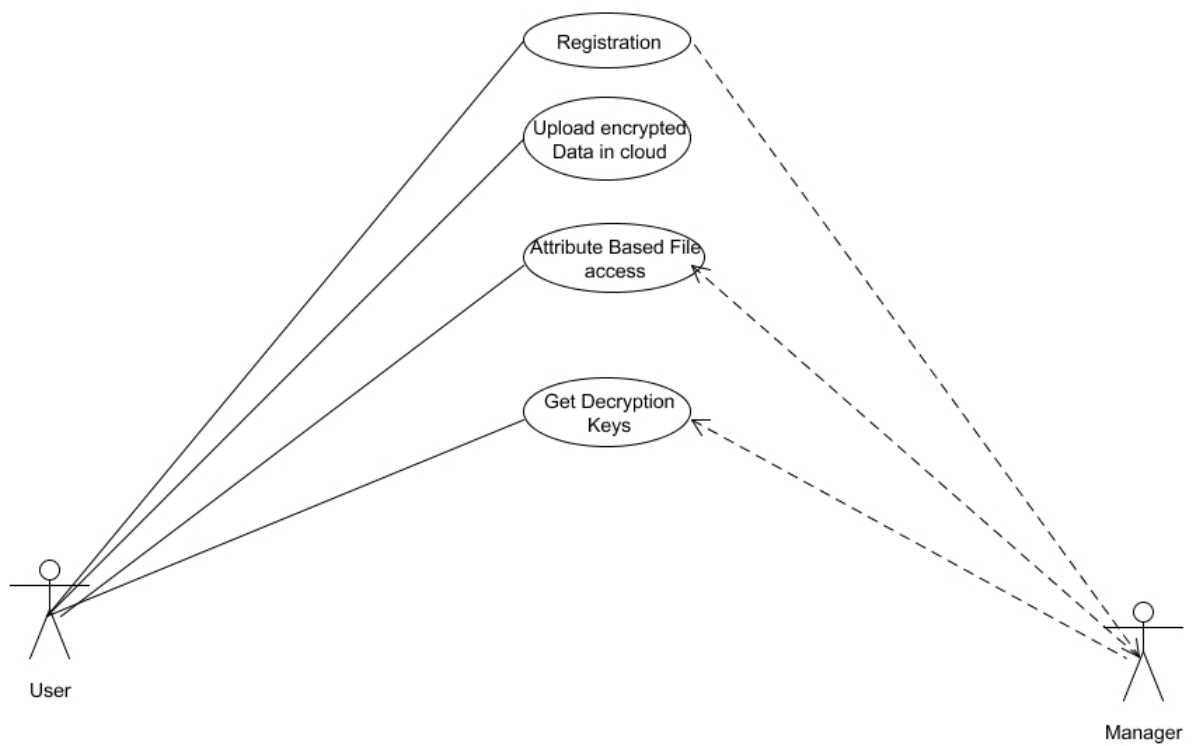 Registration
Upload encrypted
Data in cloud
Attribute Based File
access
Get Decryption
Keys
User
Manager